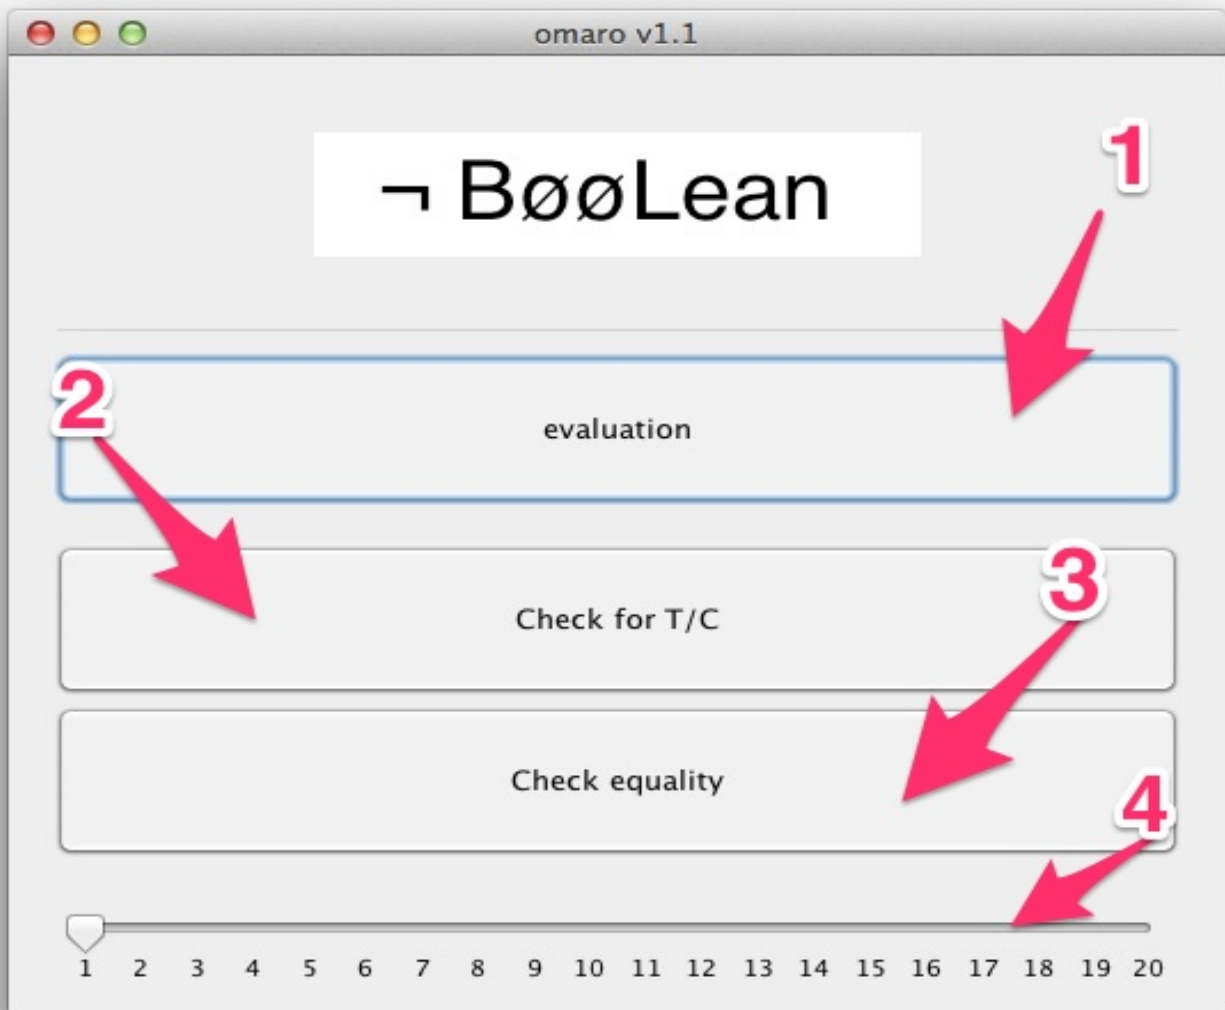 omaro v1.1
¬ BøøLean
1
evaluation
2
Check for T/C
3
Check equality
4
1 2 3 4 5 6 7 8 9 10 11 12 13 14 15 16 17 18 19 20